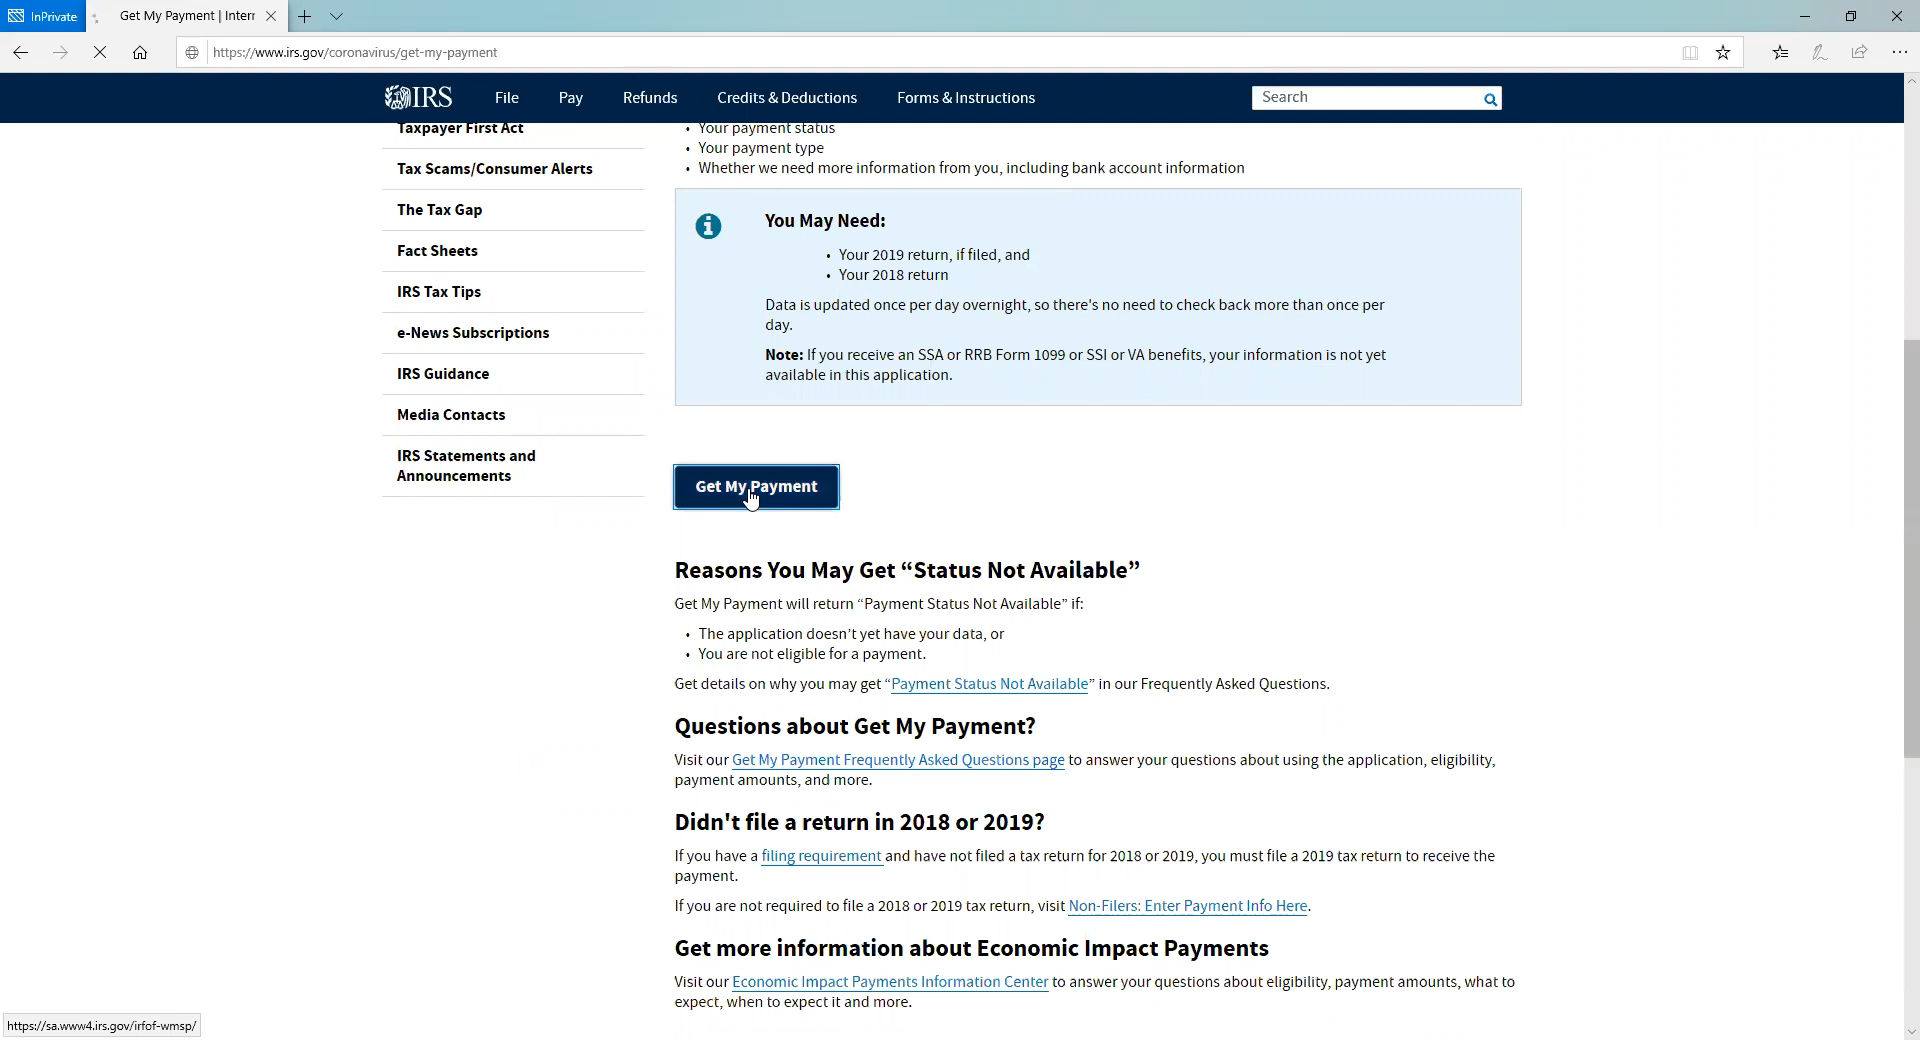 InPrivate
Get My Payment | Interr
https://www.irs.gov/coronavirus/get-my-payment
IRS
File
Pay
Refunds
Credits & Deductions
Forms & Instructions
Search
Taxpayer First Act
Tax Scams/Consumer Alerts
The Tax Gap
Fact Sheets
IRS Tax Tips
e-News Subscriptions
IRS Guidance
Media Contacts
IRS Statements and
Announcements
• Your payment status
• Your payment type
• Whether we need more information from you, including bank account information
You May Need:
• Your 2019 return, if filed, and
• Your 2018 return
Data is updated once per day overnight, so there's no need to check back more than once per
day.
Note: If you receive an SSA or RRB Form 1099 or SSI or VA benefits, your information is not yet
available in this application.
Get My Payment
Reasons You May Get “Status Not Available”
Get My Payment will return “Payment Status Not Available” if:
• The application doesn’t yet have your data, or
• You are not eligible for a payment.
Get details on why you may get “Payment Status Not Available” in our Frequently Asked Questions.
Questions about Get My Payment?
Visit our Get My Payment Frequently Asked Questions page to answer your questions about using the application, eligibility,
payment amounts, and more.
Didn't file a return in 2018 or 2019?
If you have a filing requirement and have not filed a tax return for 2018 or 2019, you must file a 2019 tax return to receive the
payment.
If you are not required to file a 2018 or 2019 tax return, visit Non-Filers: Enter Payment Info Here.
Get more information about Economic Impact Payments
Visit our Economic Impact Payments Information Center to answer your questions about eligibility, payment amounts, what to
expect, when to expect it and more.
https://sa.www4.irs.gov/irfof-wmsp/